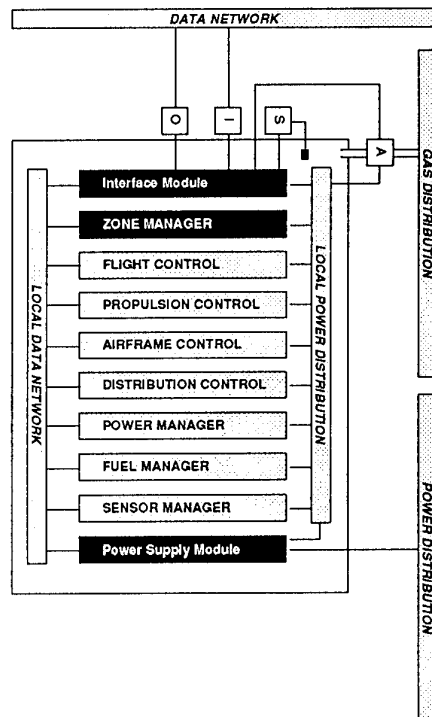 DATA NETWORK
O
I
S
A
GAS DISTRIBUTION
Interface Module
ZONE MANAGER
FLIGHT CONTROL
PROPULSION CONTROL
AIRFRAME CONTROL
DISTRIBUTION CONTROL
POWER MANAGER
FUEL MANAGER
SENSOR MANAGER
Power Supply Module
LOCAL DATA NETWORK
LOCAL POWER DISTRIBUTION
POWER DISTRIBUTION